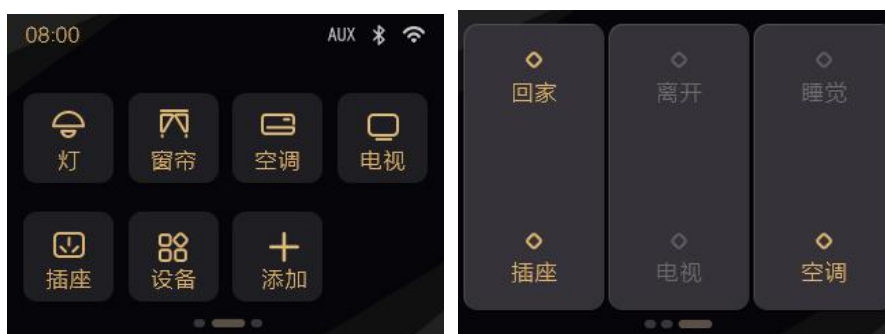 08:00 AUX
灯 窗帘 空调 电视
插座 设备 添加
回家 离开 睡觉
插座 电视 空调